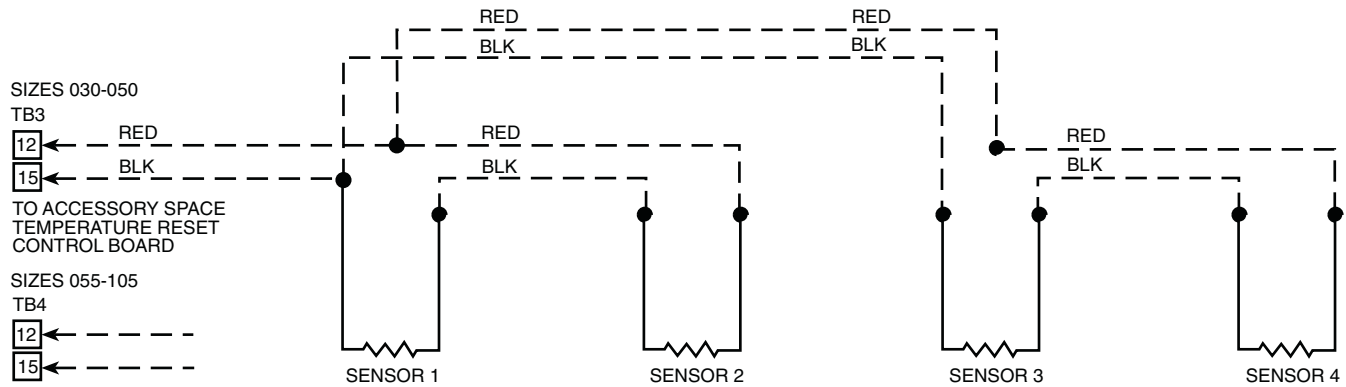 RED
RED
BLK
BLK
SIZES 030-050
TB3
12
RED
RED
RED
15
BLK
BLK
BLK
TO ACCESSORY SPACE
TEMPERATURE RESET
CONTROL BOARD
SIZES 055-105
TB4
12
15
SENSOR 1
SENSOR 2
SENSOR 3
SENSOR 4